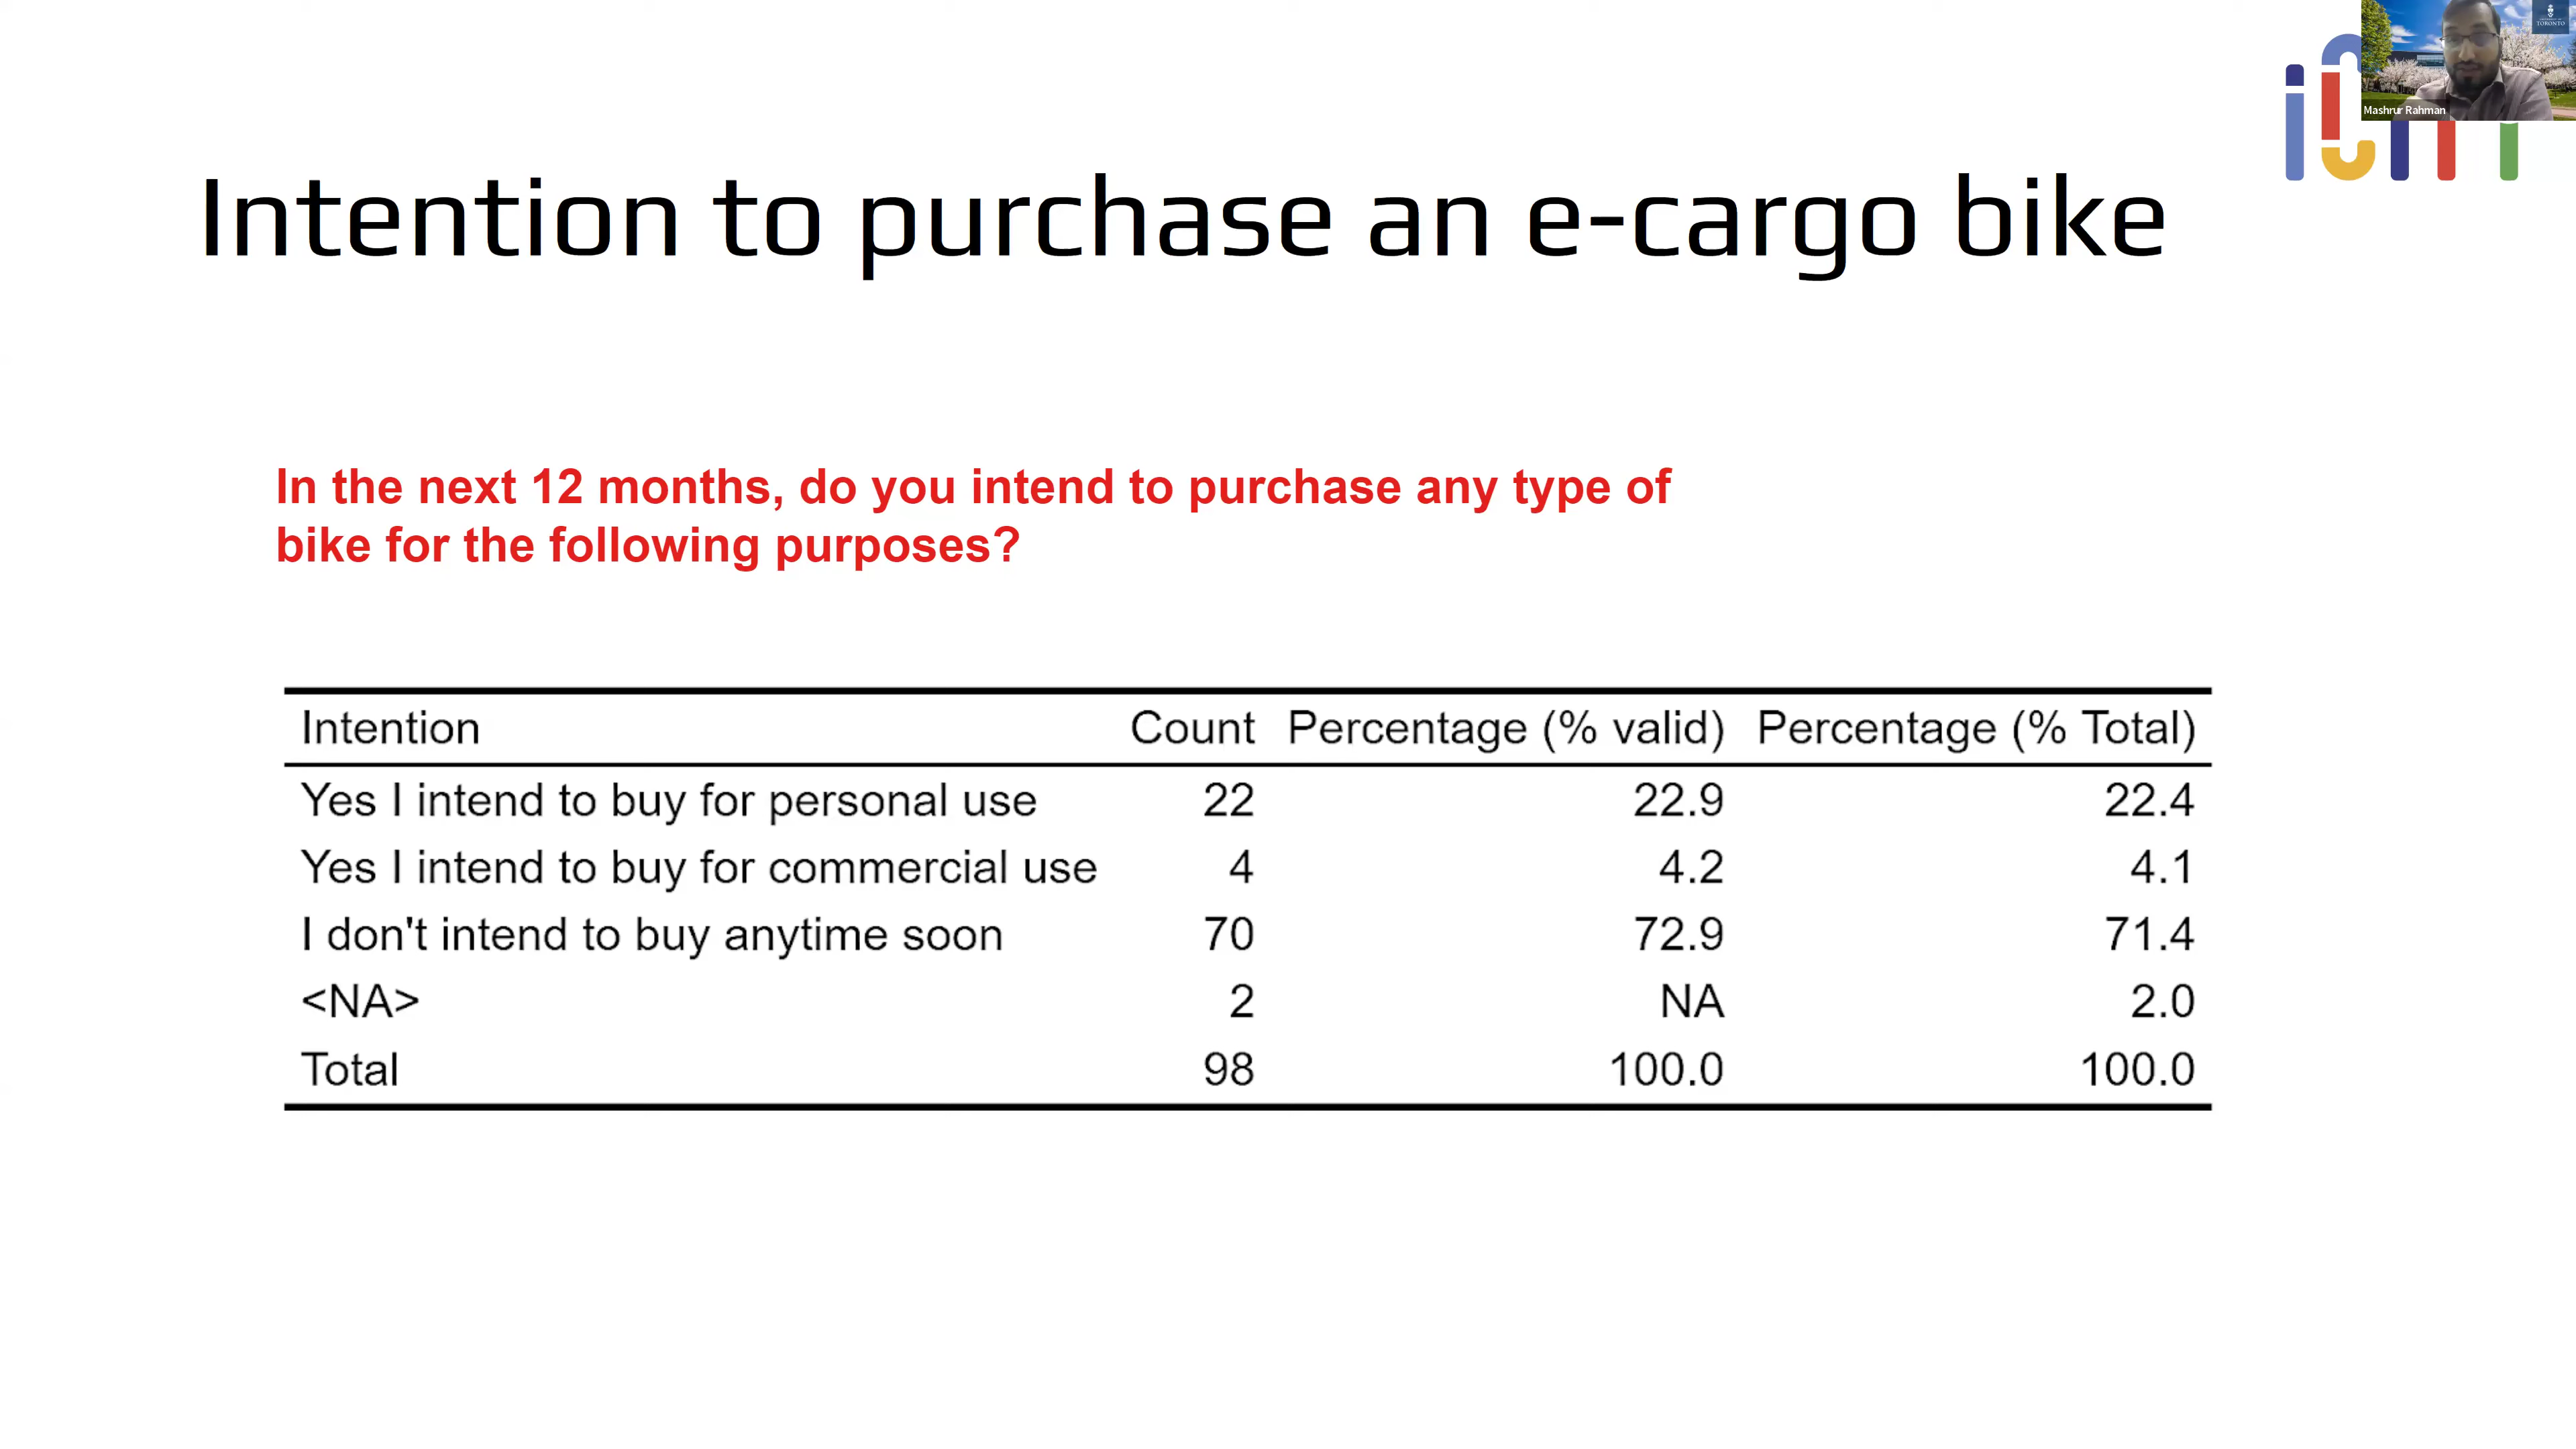 TORONTO
Mashrur Rahman
Intention to purchase an e-cargo bike
In the next 12 months, do you intend to purchase any type of
bike for the following purposes?
Intention Count Percentage (% valid) Percentage (% Total)
Yes I intend to buy for personal use 22 22.9 22.4
Yes I intend to buy for commercial use 4 4.2 4.1
I don't intend to buy anytime soon 70 72.9 71.4
<NA> 2 NA 2.0
Total 98 100.0 100.0